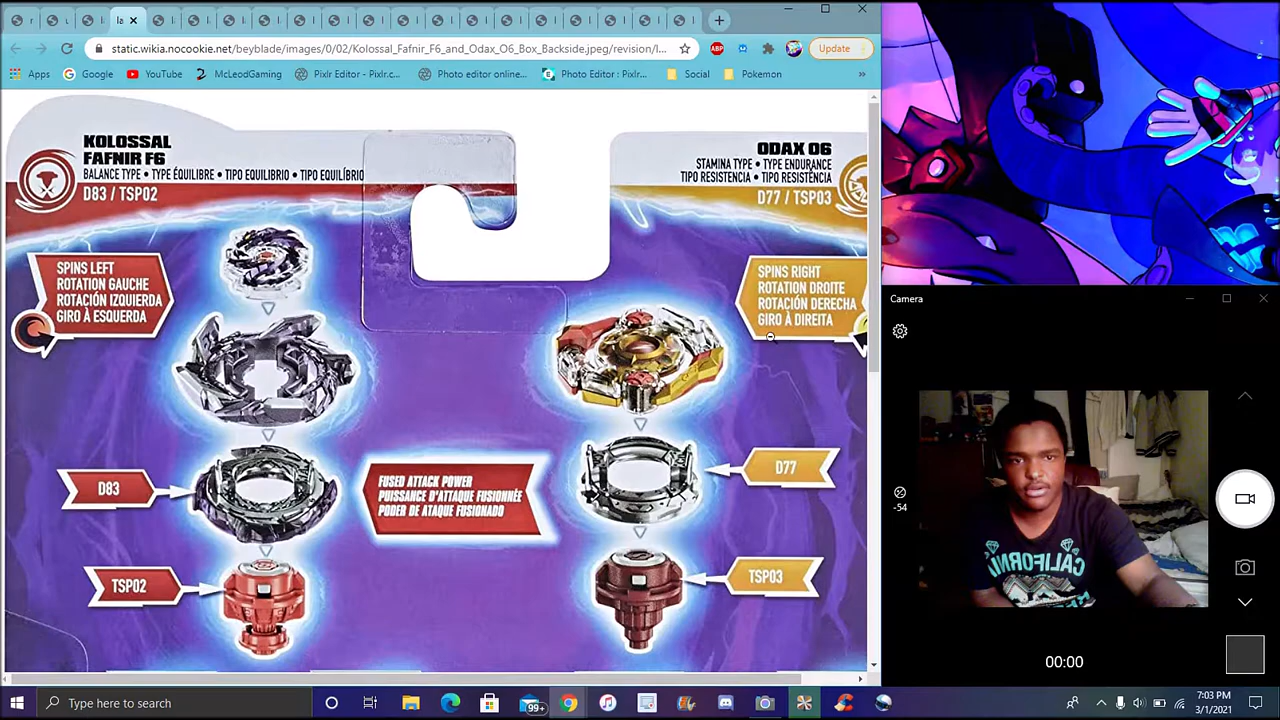 static.wikia.nocookie.net/beyblade/images/0/02/Kolossal_Fafnir_F6_and_Odax_O6_Box_Backside.jpeg/revision/l...
ABP
Update
Apps
Google
YouTube
McLeodGaming
Pixlr Editor - Pixlr.c...
Photo editor online...
Photo Editor : Pixlr...
Social
Pokemon
»
KOLOSSAL
FAFNIR F6
BALANCE TYPE • TYPE ÉQUILIBRE • TIPO EQUILIBRIO • TIPO EQUILÍBRIO
D83 / TSP02
ODAX O6
STAMINA TYPE • TYPE ENDURANCE
TIPO RESISTENCIA • TIPO RESISTÊNCIA
D77 / TSP03
SPINS LEFT
ROTATION GAUCHE
ROTACIÓN IZQUIERDA
GIRO À ESQUERDA
SPINS RIGHT
ROTATION DROITE
ROTACIÓN DERECHA
GIRO À DIREITA
D83
FUSED ATTACK POWER
PUISSANCE D'ATTAQUE FUSIONNÉE
PODER DE ATAQUE FUSIONADO
D77
TSP02
TSP03
Camera
-54
CALIFORNI
00:00
Type here to search
99+
7:03 PM
3/1/2021